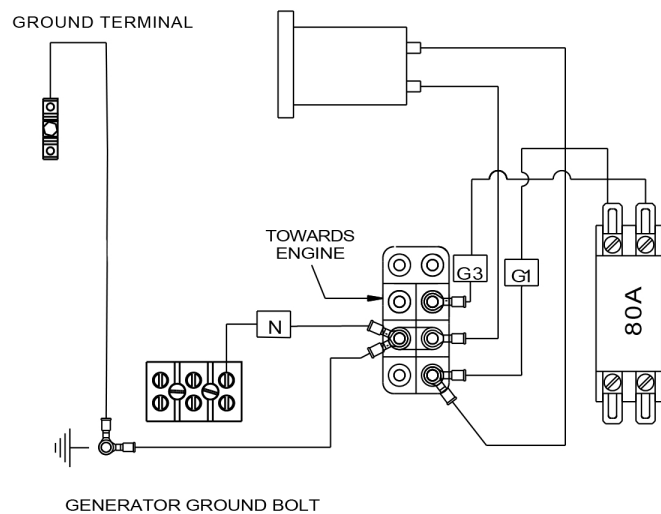 GROUND TERMINAL
TOWARDS
ENGINE
G3
G1
N
80A
GENERATOR GROUND BOLT